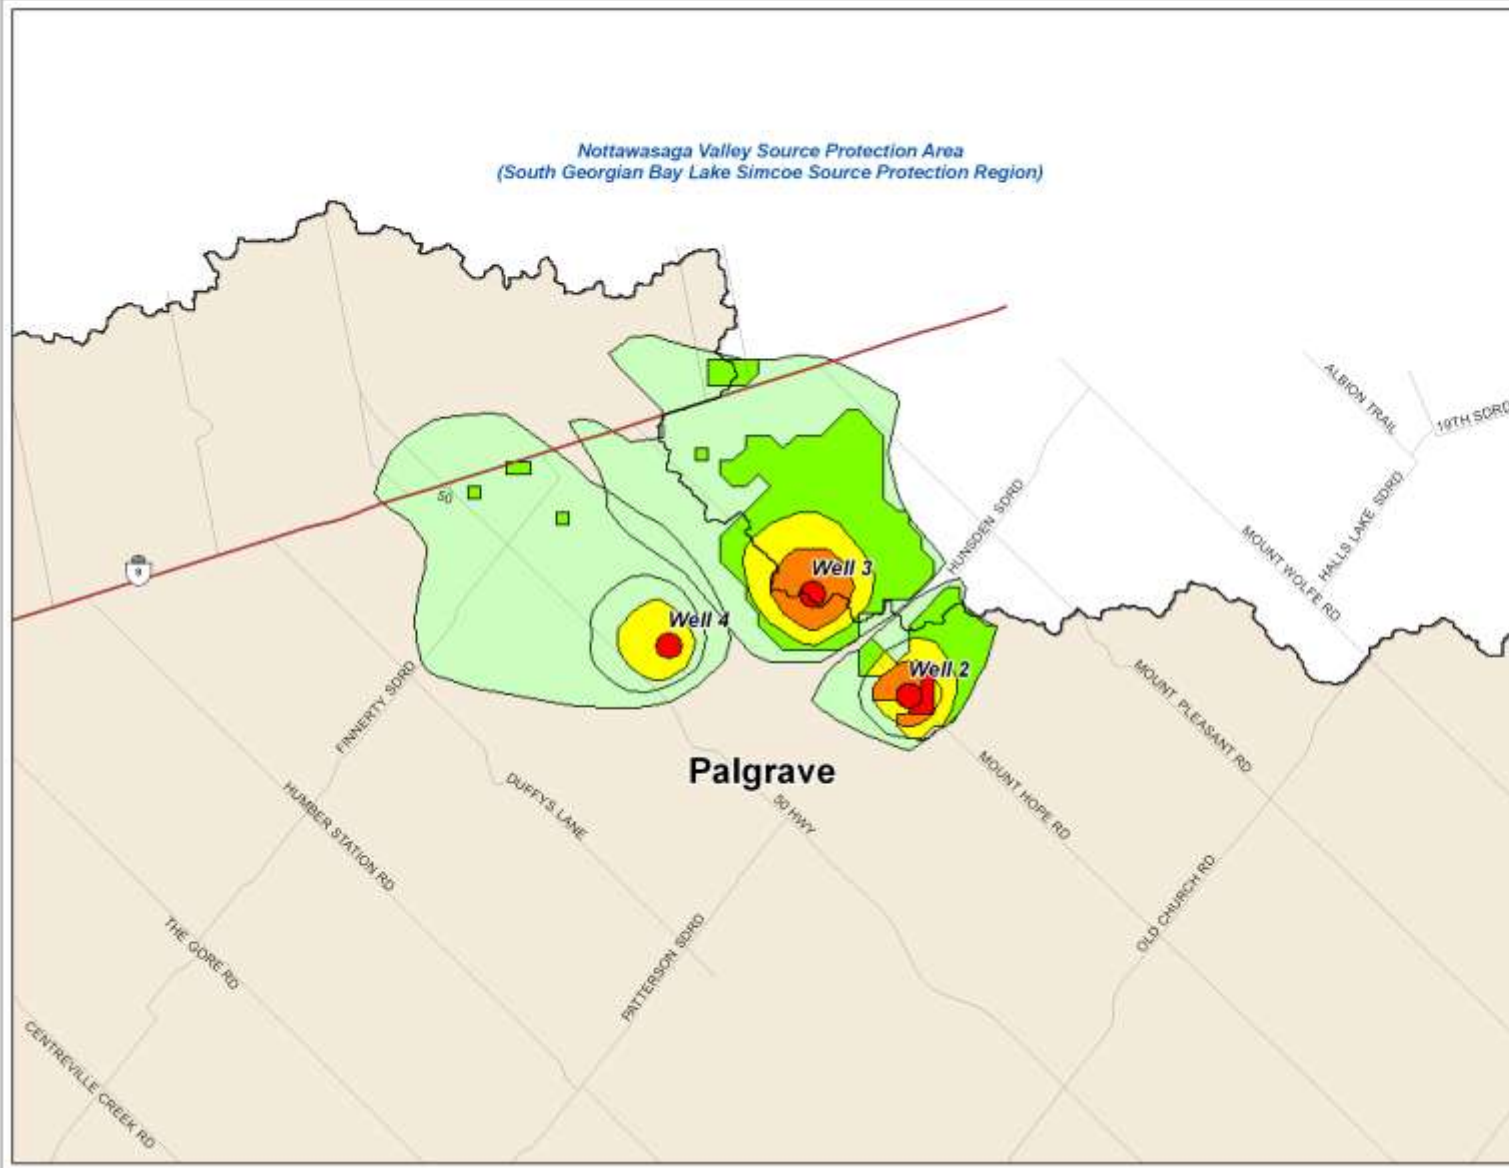 Nottawasaga Valley Source Protection Area
(South Georgian Bay Lake Simcoe Source Protection Region)
ALBION TRAIL
19TH SDRD
HALLS LAKE SDRD
50
HUNSDEN SDRD
MOUNT WOLFE RD
9
Well 3
Well 4
Well 2
FINNERTY SDRD
MOUNT PLEASANT RD
Palgrave
MOUNT HOPE RD
HUMBER STATION RD
DUFFYS LANE
50 HWY
OLD CHURCH RD
THE GORE RD
PATTERSON SDRD
CENTREVILLE CREEK RD